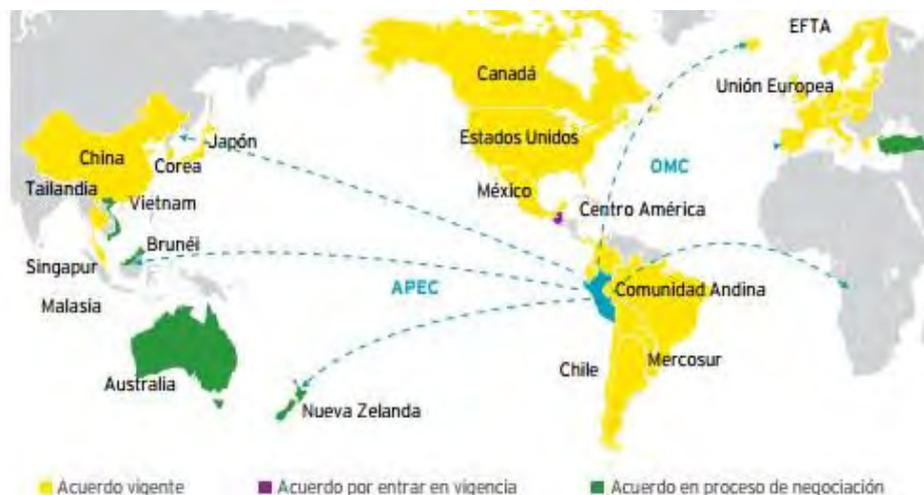 EFTA
Canadá
Unión Europea
Estados Unidos
Japón
China
Corea
OMC
Tailandia
México
Vietnam
Centro América
Brunéi
Singapur
APEC
Comunidad Andina
Malasia
Mercosur
Chile
Australia
Nueva Zelanda
Acuerdo vigente
Acuerdo por entrar en vigencia
Acuerdo en proceso de negociación